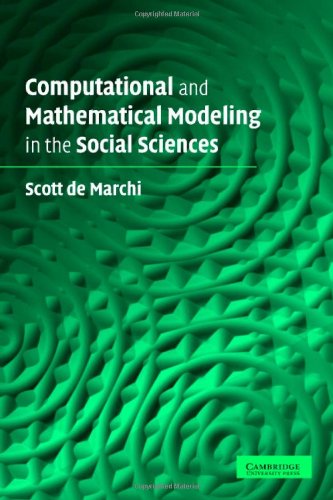 Computational and
Mathematical Modeling
in the Social Sciences
Scott de Marchi
CAMBRIDGE
UNIVERSITY PRESS